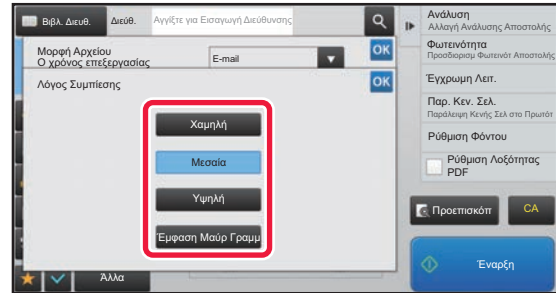 Βιβλ. Διευθ.
Διεύθ.
Αγγίξτε για Εισαγωγή Διεύθυνσης
Μορφή Αρχείου
Ο χρόνος επεξεργασίας
E-mail
OK
Λόγος Συμπίεσης
OK
Χαμηλή
Μεσαία
Υψηλή
Έμφαση Μαύρ Γραμμ
Άλλα
Ανάλυση
Αλλαγή Ανάλυσης Αποστολής
Φωτεινότητα
Προσδιορισμ Φωτεινότ Αποστολής
Έγχρωμη Λειτ.
Παρ. Κεν. Σελ.
Παράλειψη Κενής Σελ στο Πρωτότ
Ρύθμιση Φόντου
Ρύθμιση Λοξότητας
PDF
Προεπισκόπ
CA
Έναρξη